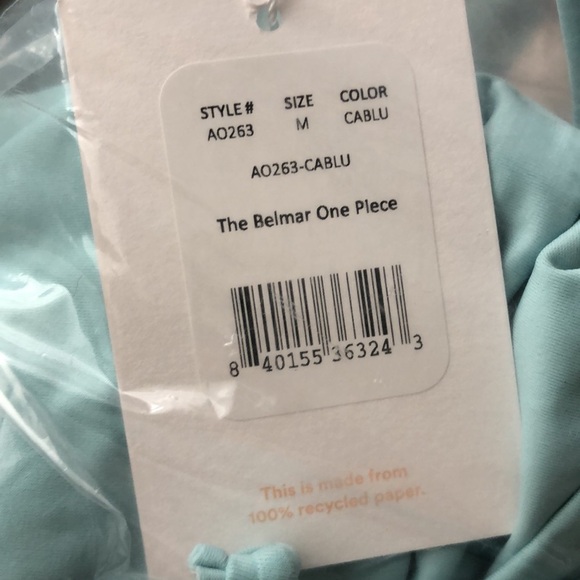 STYLE # SIZE COLOR
AO263 M CABLU
AO263-CABLU
The Belmar One Piece
8 40155 36324 3
This is made from
100% recycled paper.